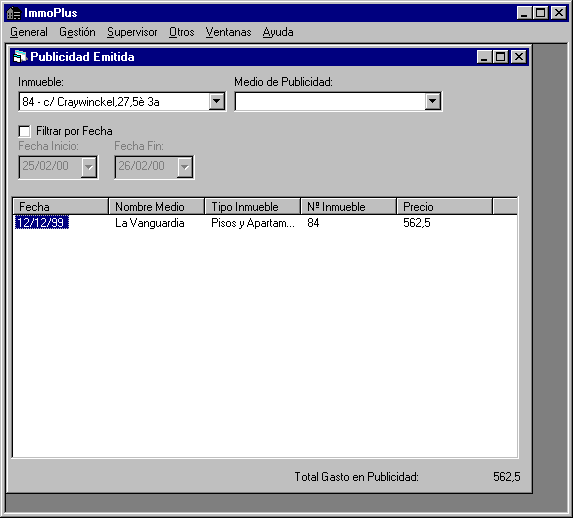 ImmoPlus
General Gestión Supervisor Otros Ventanas Ayuda
Publicidad Emitida
Inmueble: Medio de Publicidad:
84 - c/ Craywinckel,27,5è 3a
Filtrar por Fecha
Fecha Inicio: Fecha Fin:
25/02/00 26/02/00
Fecha Nombre Medio Tipo Inmueble Nº Inmueble Precio
12/12/99 La Vanguardia Pisos y Apartam... 84 562,5
Total Gasto en Publicidad: 562,5